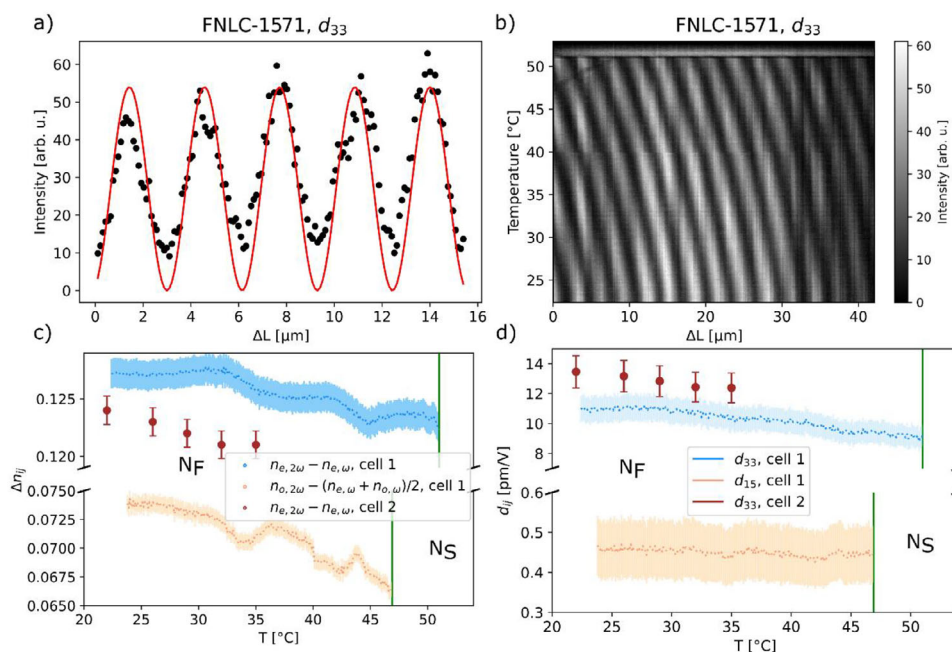 FNLC-1571, d33
a)
Intensity [arb. u.]
60
50
40
30
20
10
0
0 2 4 6 8 10 12 14 16
ΔL [μm]
FNLC-1571, d33
b)
Temperature [°C]
50
45
40
35
30
25
0 10 20 30 40
ΔL [μm]
60
50
40
30
20
10
0
Intensity [arb. u.]
c)
Δnij
0.125
0.120
0.0750
0.0725
0.0700
0.0675
0.0650
NF
NS
ne,2ω − ne,ω, cell 1
no,2ω − (ne,ω + no,ω)/2, cell 1
ne,2ω − ne,ω, cell 2
20 25 30 35 40 45 50
T [°C]
d)
dij [pm/V]
14
12
10
8
0.6
0.5
0.4
0.3
NF
NS
d33, cell 1
d15, cell 1
d33, cell 2
20 25 30 35 40 45 50
T [°C]